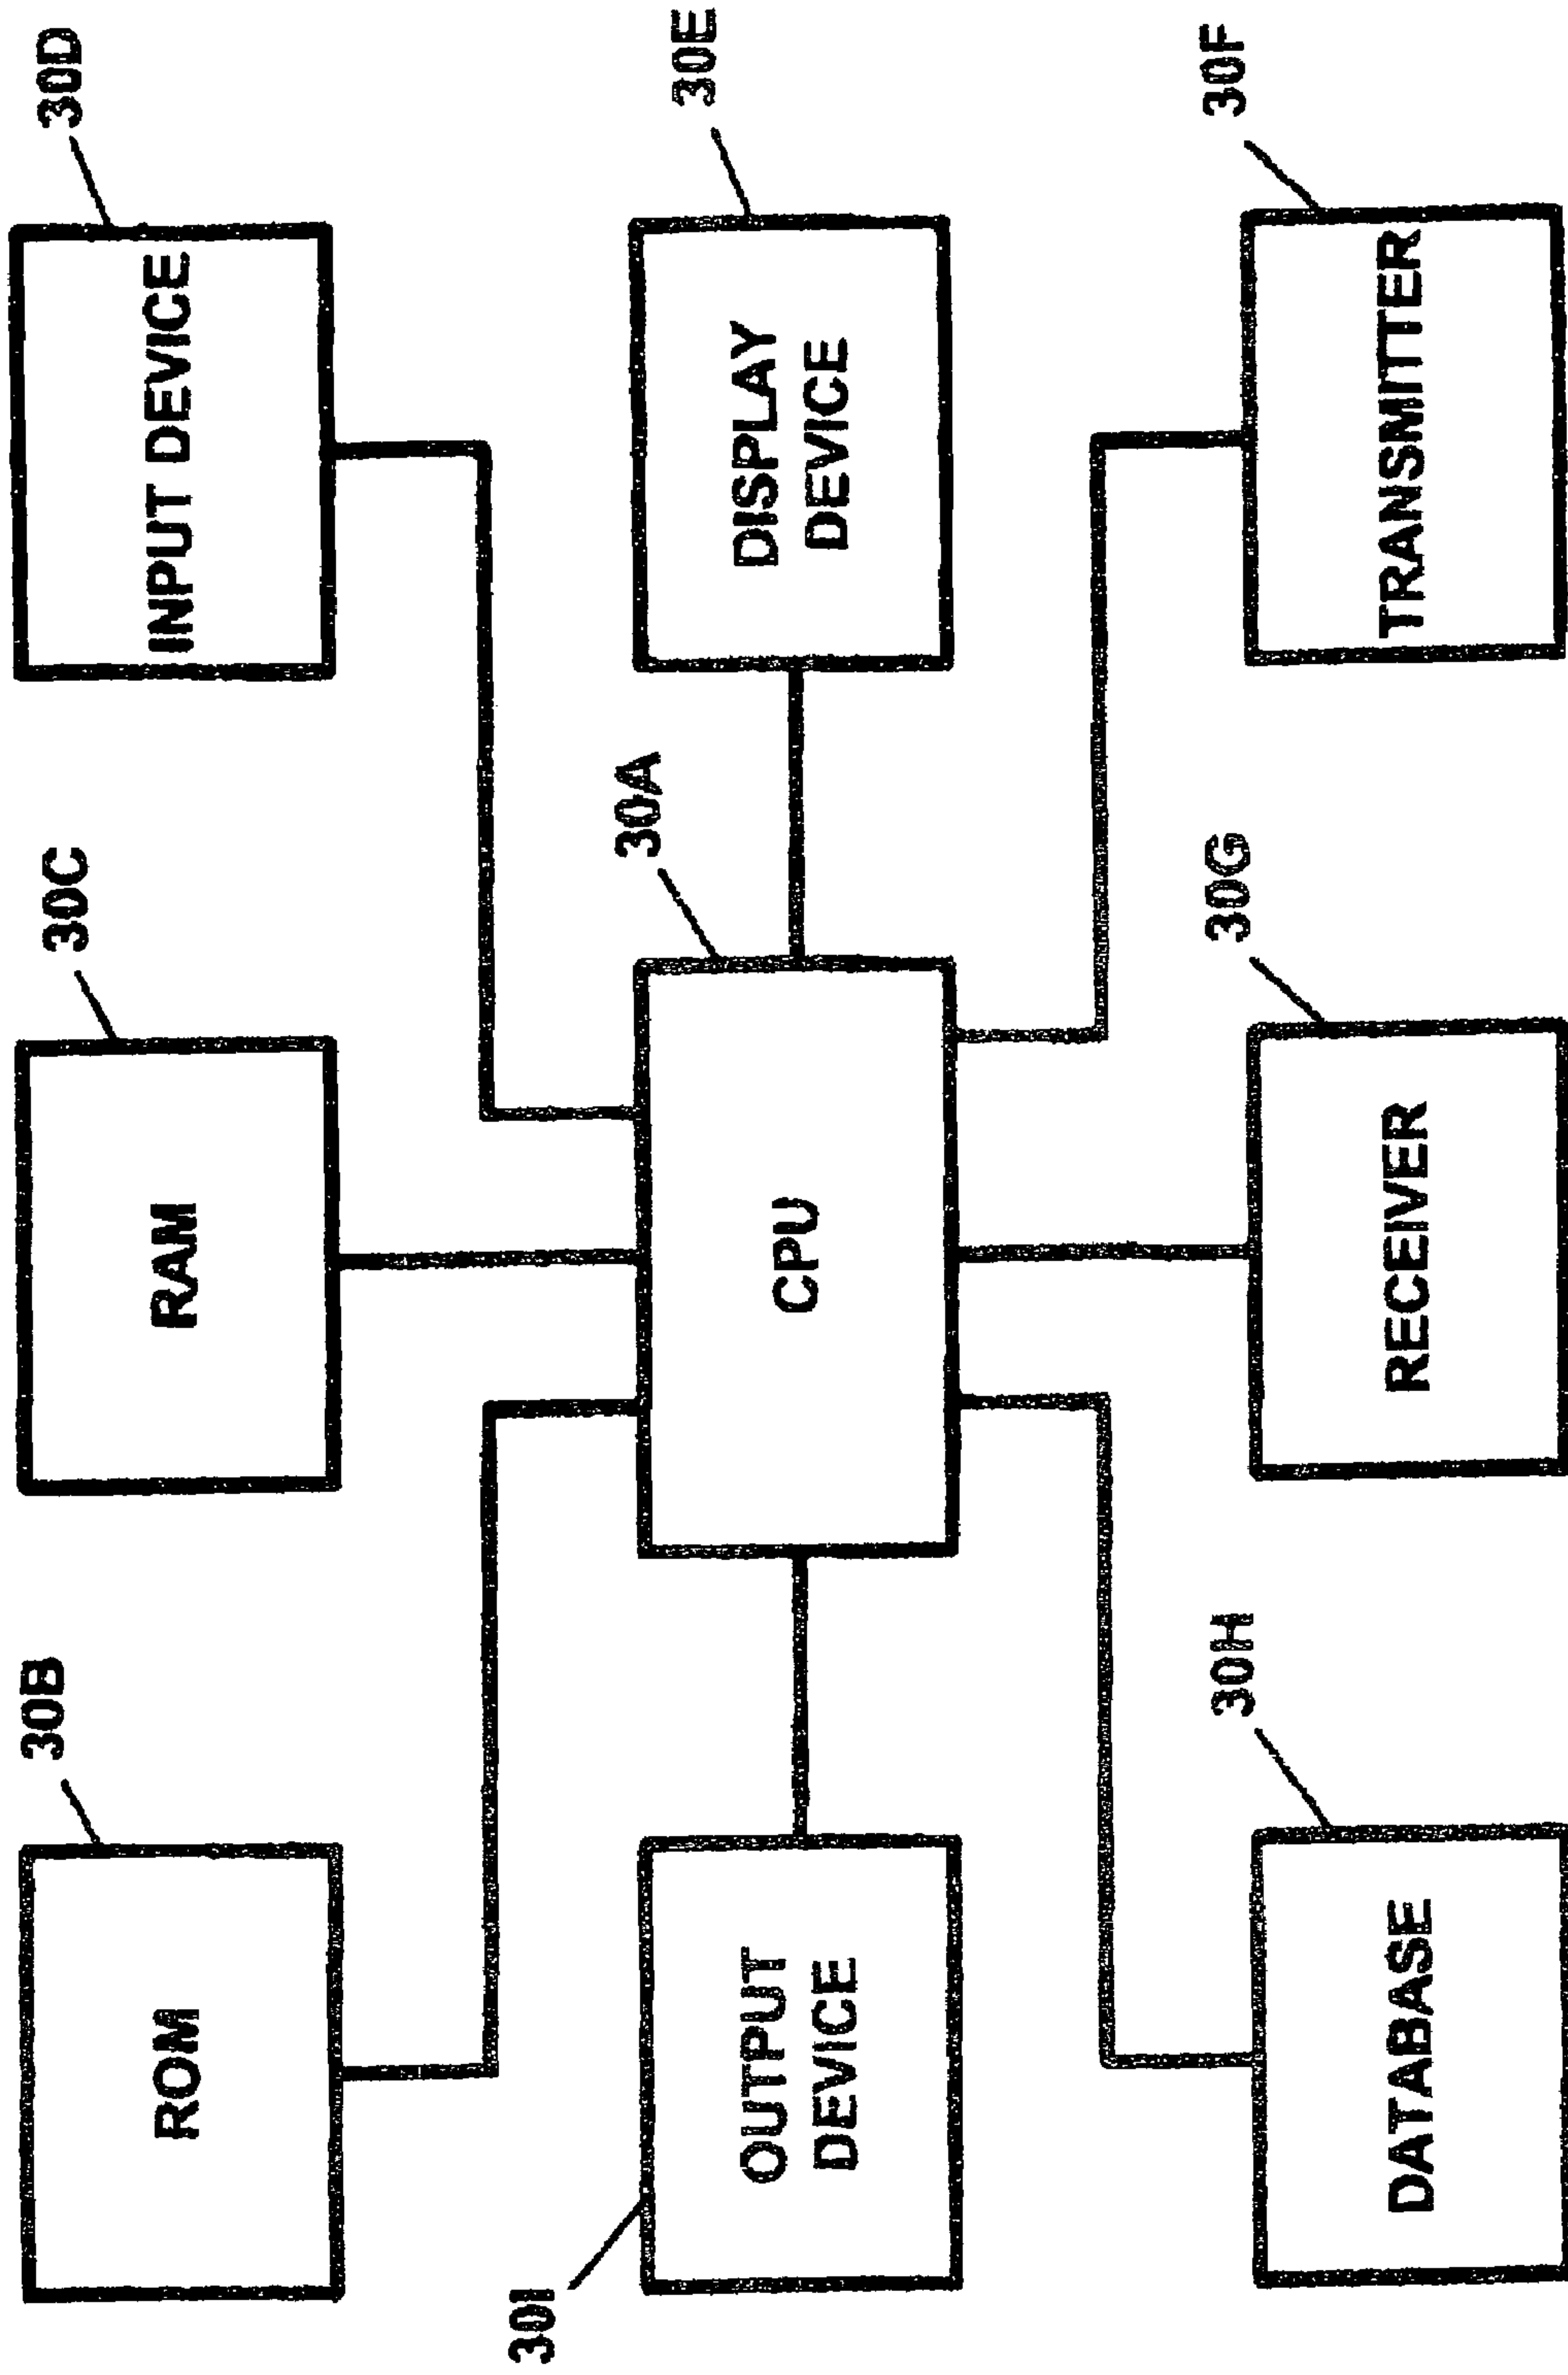 30B
30C
30D
ROM
RAM
INPUT DEVICE
30I
30A
30E
OUTPUT
DEVICE
CPU
DISPLAY
DEVICE
30H
30G
30F
DATABASE
RECEIVER
TRANSMITTER